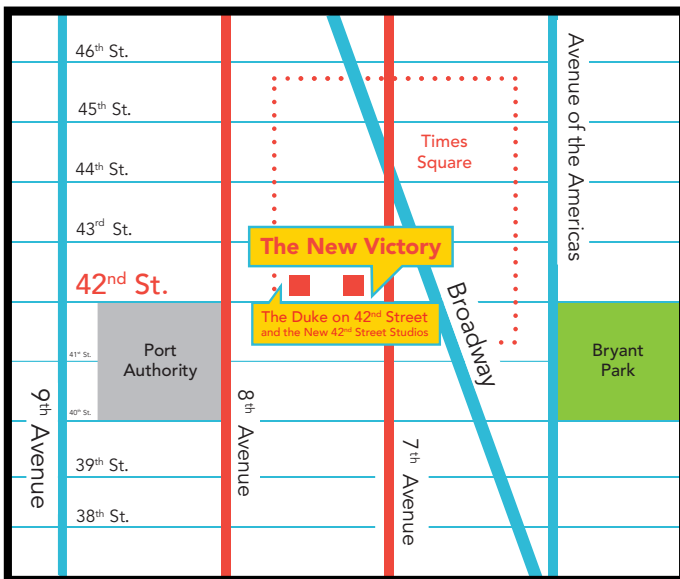 46th St.
45th St.
44th St.
43rd St.
42nd St.
41st St.
40th St.
39th St.
38th St.
9th Avenue
Port
Authority
8th Avenue
The New Victory
The Duke on 42nd Street
and the New 42nd Street Studios
Times
Square
7th Avenue
Broadway
Avenue of the Americas
Bryant
Park